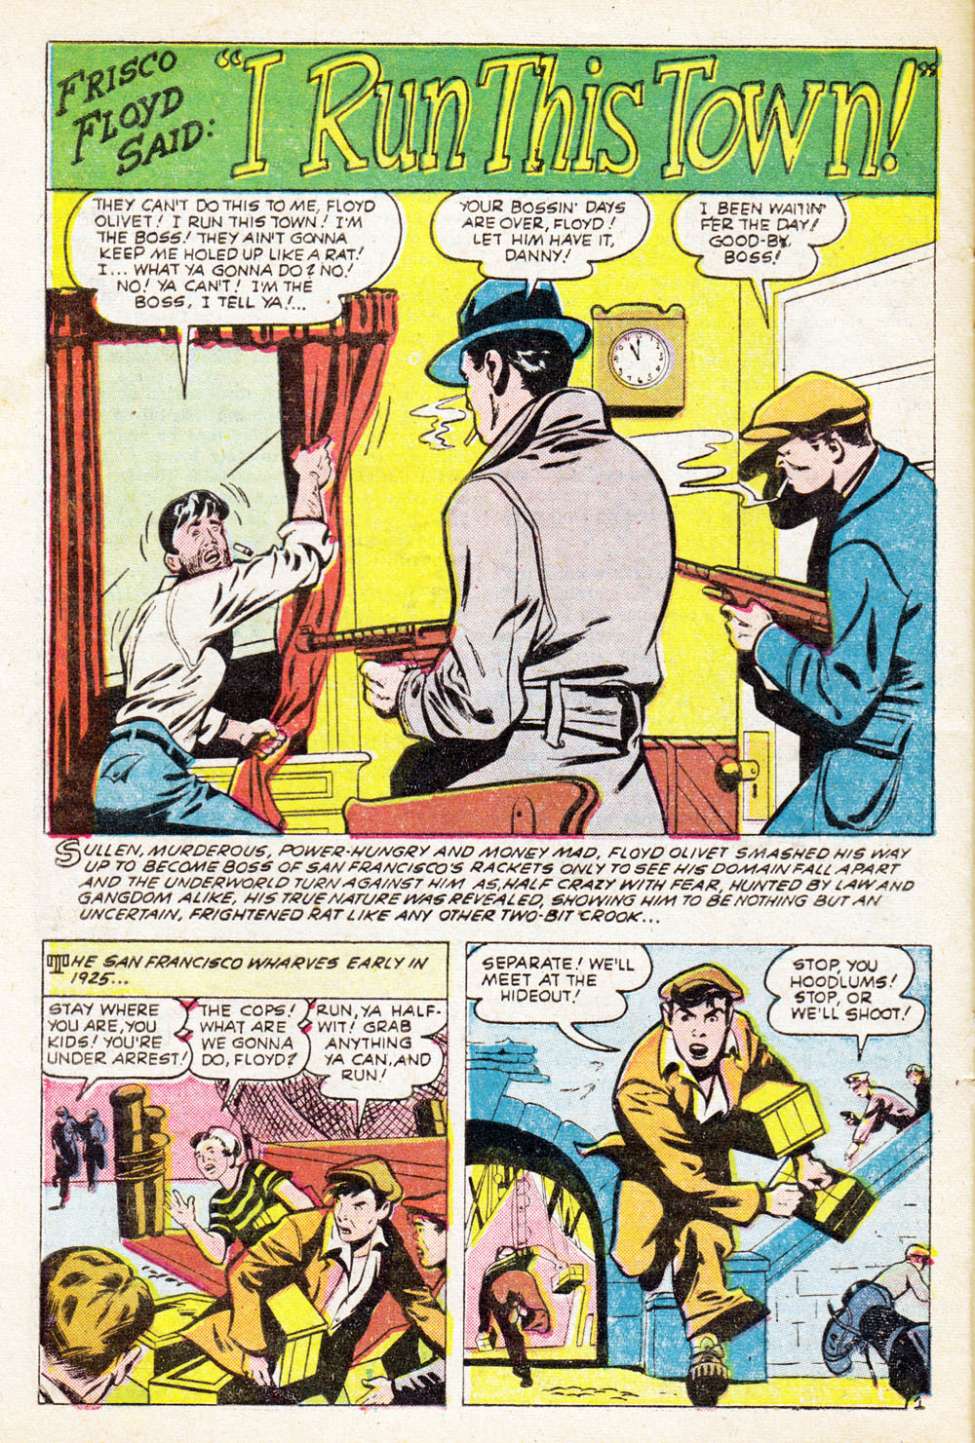 FRISCO
FLOYD
SAID:
"I RUN THIS TOWN!"
THEY CAN'T DO THIS TO ME, FLOYD
OLIVET! I RUN THIS TOWN! I'M
THE BOSS! THEY AIN'T GONNA
KEEP ME HOLED UP LIKE A RAT!
I... WHAT YA GONNA DO? NO!
NO! YA CAN'T! I'M THE
BOSS, I TELL YA!...
YOUR BOSSIN' DAYS
ARE OVER, FLOYD!
LET HIM HAVE IT,
DANNY!
I BEEN WAITIN'
FER THE DAY!
GOOD-BY,
BOSS!
SULLEN, MURDEROUS, POWER-HUNGRY AND MONEY MAD, FLOYD OLIVET SMASHED HIS WAY
UP TO BECOME BOSS OF SAN FRANCISCO'S RACKETS ONLY TO SEE HIS DOMAIN FALL APART
AND THE UNDERWORLD TURN AGAINST HIM AS, HALF CRAZY WITH FEAR, HUNTED BY LAW AND
GANGDOM ALIKE, HIS TRUE NATURE WAS REVEALED, SHOWING HIM TO BE NOTHING BUT AN
UNCERTAIN, FRIGHTENED RAT LIKE ANY OTHER TWO-BIT CROOK...
THE SAN FRANCISCO WHARVES EARLY IN
1925...
STAY WHERE
YOU ARE, YOU
KIDS! YOU'RE
UNDER ARREST!
THE COPS!
WHAT ARE
WE GONNA
DO, FLOYD?
RUN, YA HALF-
WIT! GRAB
ANYTHING
YA CAN, AND
RUN!
SEPARATE! WE'LL
MEET AT THE
HIDEOUT!
STOP, YOU
HOODLUMS!
STOP, OR
WE'LL SHOOT!
1